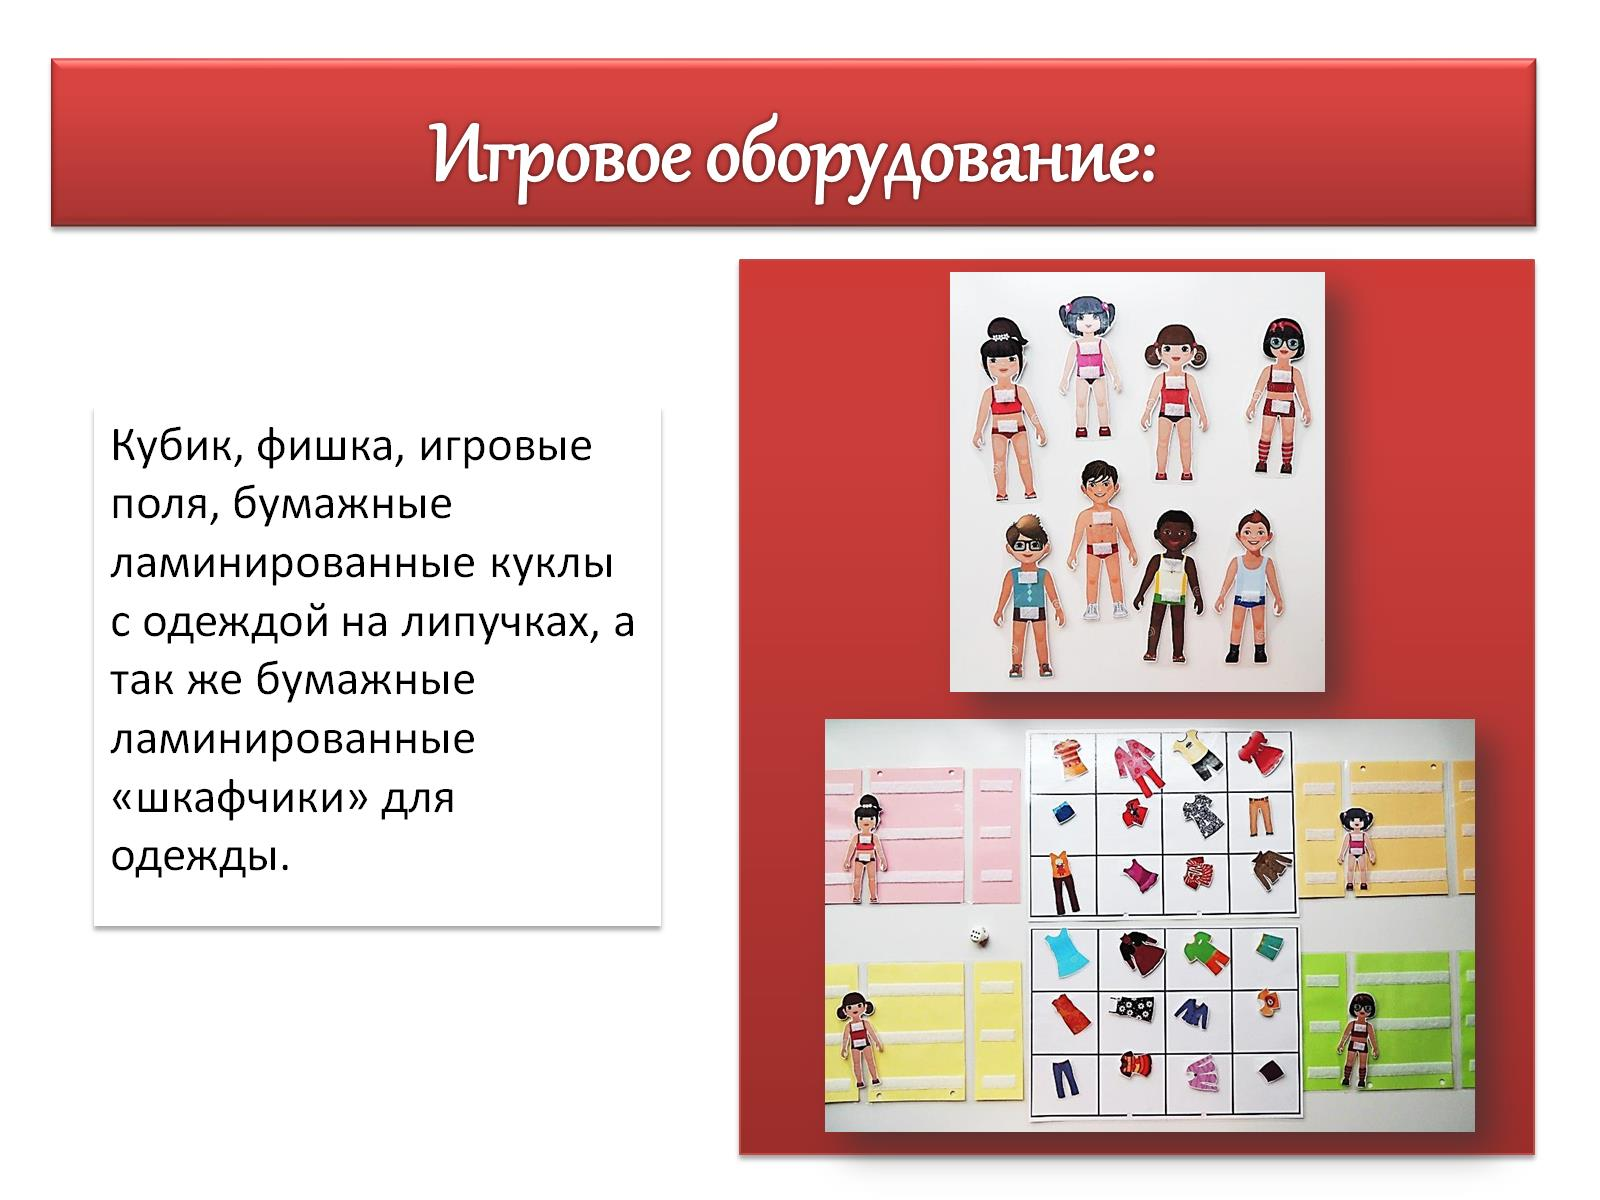 Игровое оборудование:
Кубик, фишка, игровые
поля, бумажные
ламинированные куклы
с одеждой на липучках, а
так же бумажные
ламинированные
«шкафчики» для
одежды.